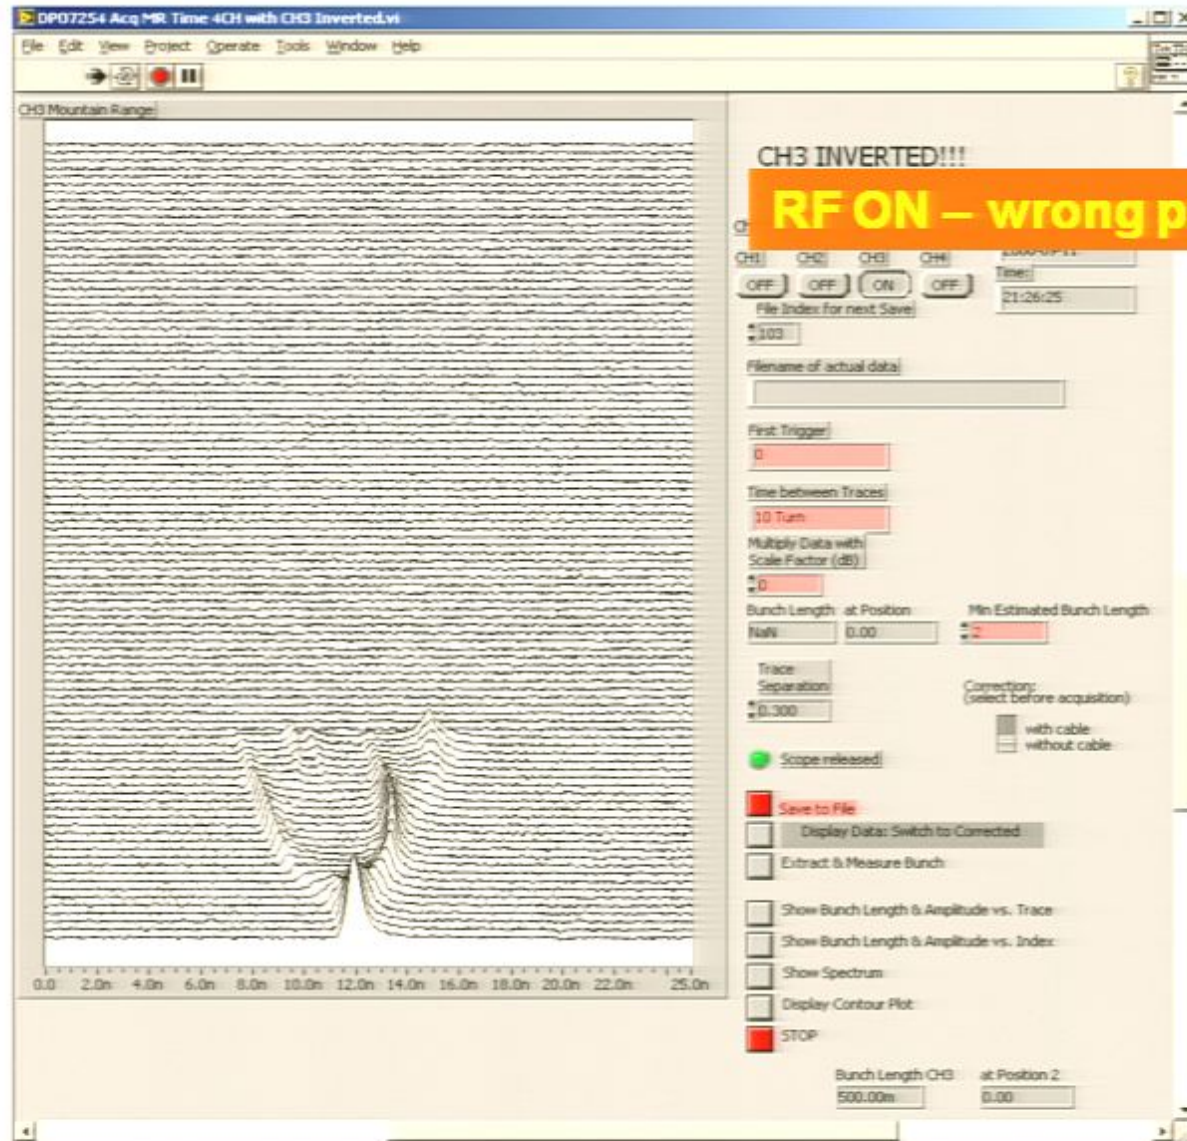 DPO7254 Acq MR Time 4CH with CH3 Inverted.vi
File Edit View Project Operate Tools Window Help
CH3 Mountain Range
CH3 INVERTED!!!
RF ON – wrong p
CH1 CH2 CH3 CH4
OFF OFF ON OFF
Time:
21:26:25
File Index for next Save
103
Filename of actual data
First Trigger
0
Time between Traces
10 Turn
Multiply Data with
Scale Factor (dB)
0
Bunch Length at Position Min Estimated Bunch Length
NaN 0.00 2
Trace
Separation
0.300
Correction:
(select before acquisition)
with cable
without cable
Scope released
Save to File
Display Data: Switch to Corrected
Extract & Measure Bunch
Show Bunch Length & Amplitude vs. Trace
Show Bunch Length & Amplitude vs. Index
Show Spectrum
Display Contour Plot
STOP
0.0 2.0n 4.0n 6.0n 8.0n 10.0n 12.0n 14.0n 16.0n 18.0n 20.0n 22.0n 25.0n
Bunch Length CH3 at Position 2
500.00m 0.00